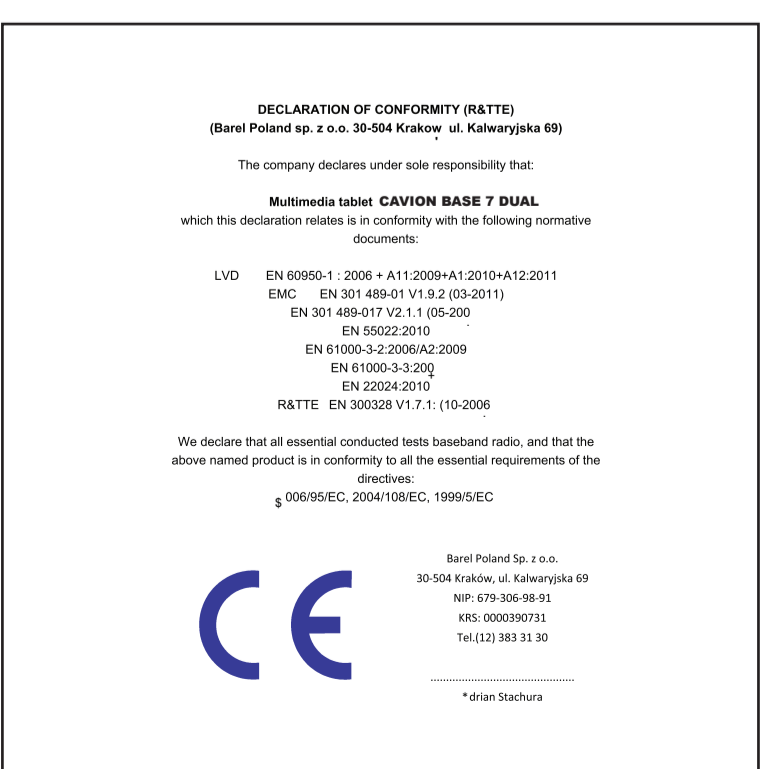 DECLARATION OF CONFORMITY (R&TTE)
(Barel Poland sp. z o.o. 30-504 Krakow, ul. Kalwaryjska 69)
The company declares under sole responsibility that:
Multimedia tablet CAVION BASE 7 DUAL
which this declaration relates is in conformity with the following normative
documents:
LVD EN 60950-1 : 2006 + A11:2009+A1:2010+A12:2011
EMC EN 301 489-01 V1.9.2 (03-2011)
EN 301 489-017 V2.1.1 (05-200
EN 55022:2010
EN 61000-3-2:2006/A2:2009
EN 61000-3-3:200
EN 22024:2010
R&TTE EN 300328 V1.7.1: (10-2006
We declare that all essential conducted tests baseband radio, and that the
above named product is in conformity to all the essential requirements of the
directives:
$ 006/95/EC, 2004/108/EC, 1999/5/EC
CE
Barel Poland Sp. z o.o.
30-504 Kraków, ul. Kalwaryjska 69
NIP: 679-306-98-91
KRS: 0000390731
Tel.(12) 383 31 30
..............................................
*drian Stachura